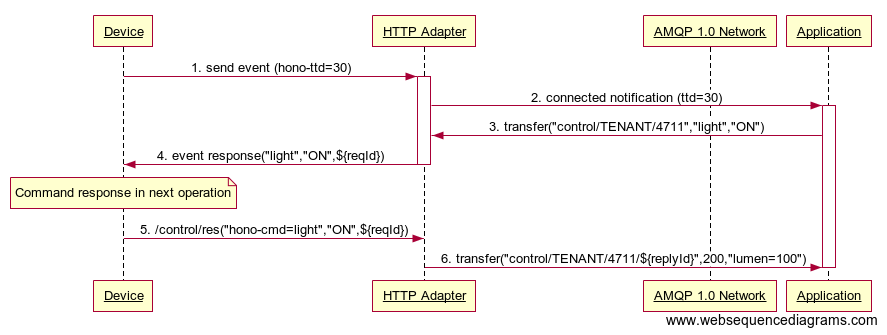 Device
HTTP Adapter
AMQP 1.0 Network
Application
1. send event (hono-ttd=30)
2. connected notification (ttd=30)
3. transfer("control/TENANT/4711","light","ON")
4. event response("light","ON",${reqId})
Command response in next operation
5. /control/res("hono-cmd=light","ON",${reqId})
6. transfer("control/TENANT/4711/${replyId}",200,"lumen=100")
Device
HTTP Adapter
AMQP 1.0 Network
Application
www.websequencediagrams.com